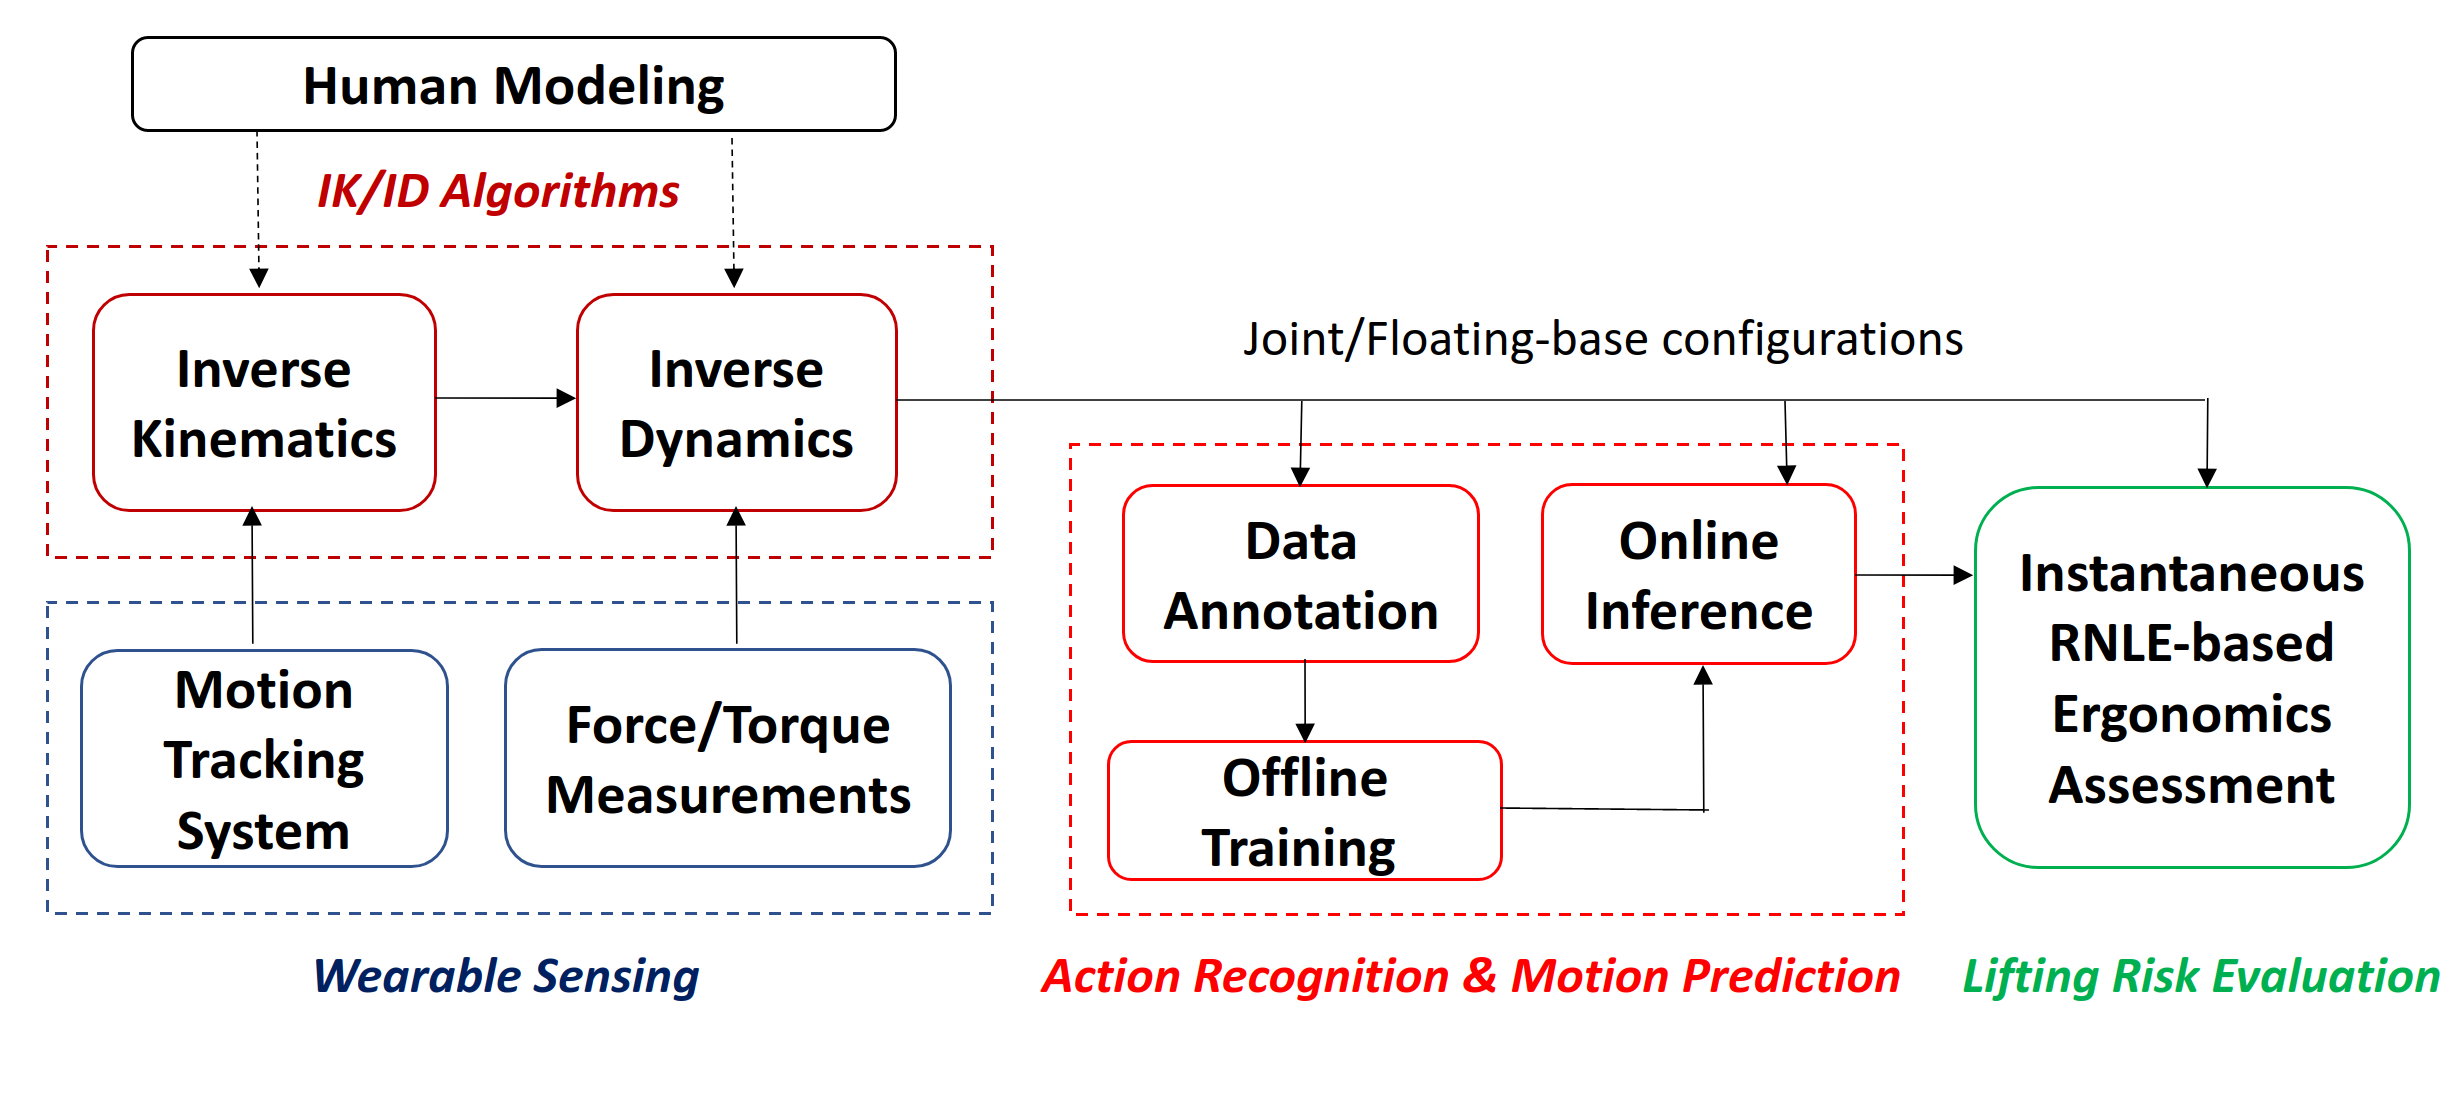 Human Modeling
IK/ID Algorithms
Inverse
Kinematics
Inverse
Dynamics
Joint/Floating-base configurations
Motion
Tracking
System
Force/Torque
Measurements
Wearable Sensing
Data
Annotation
Online
Inference
Offline
Training
Action Recognition & Motion Prediction
Instantaneous
RNLE-based
Ergonomics
Assessment
Lifting Risk Evaluation